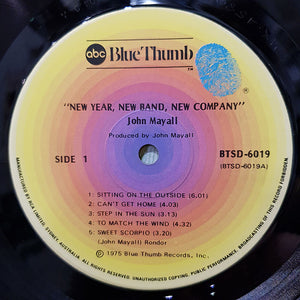 abc Blue Thumb
TM
®
"NEW YEAR, NEW BAND, NEW COMPANY"
John Mayall
Produced by John Mayall
SIDE 1
BTSD-6019
(BTSD-6019A)
1 SITTING ON THE OUTSIDE (6.01)
2 CAN'T GET HOME (4.03)
3 STEP IN THE SUN (3.13)
4 TO MATCH THE WIND (4.32)
5 SWEET SCORPIO (3.20)
(John Mayall) Rondor
℗ 1975 Blue Thumb Records, Inc.
MANUFACTURED BY RCA LIMITED, SYDNEY, AUSTRALIA. ALL RIGHTS RESERVED. UNAUTHORIZED COPYING, PUBLIC PERFORMANCE, BROADCASTING OF THIS RECORD FORBIDDEN